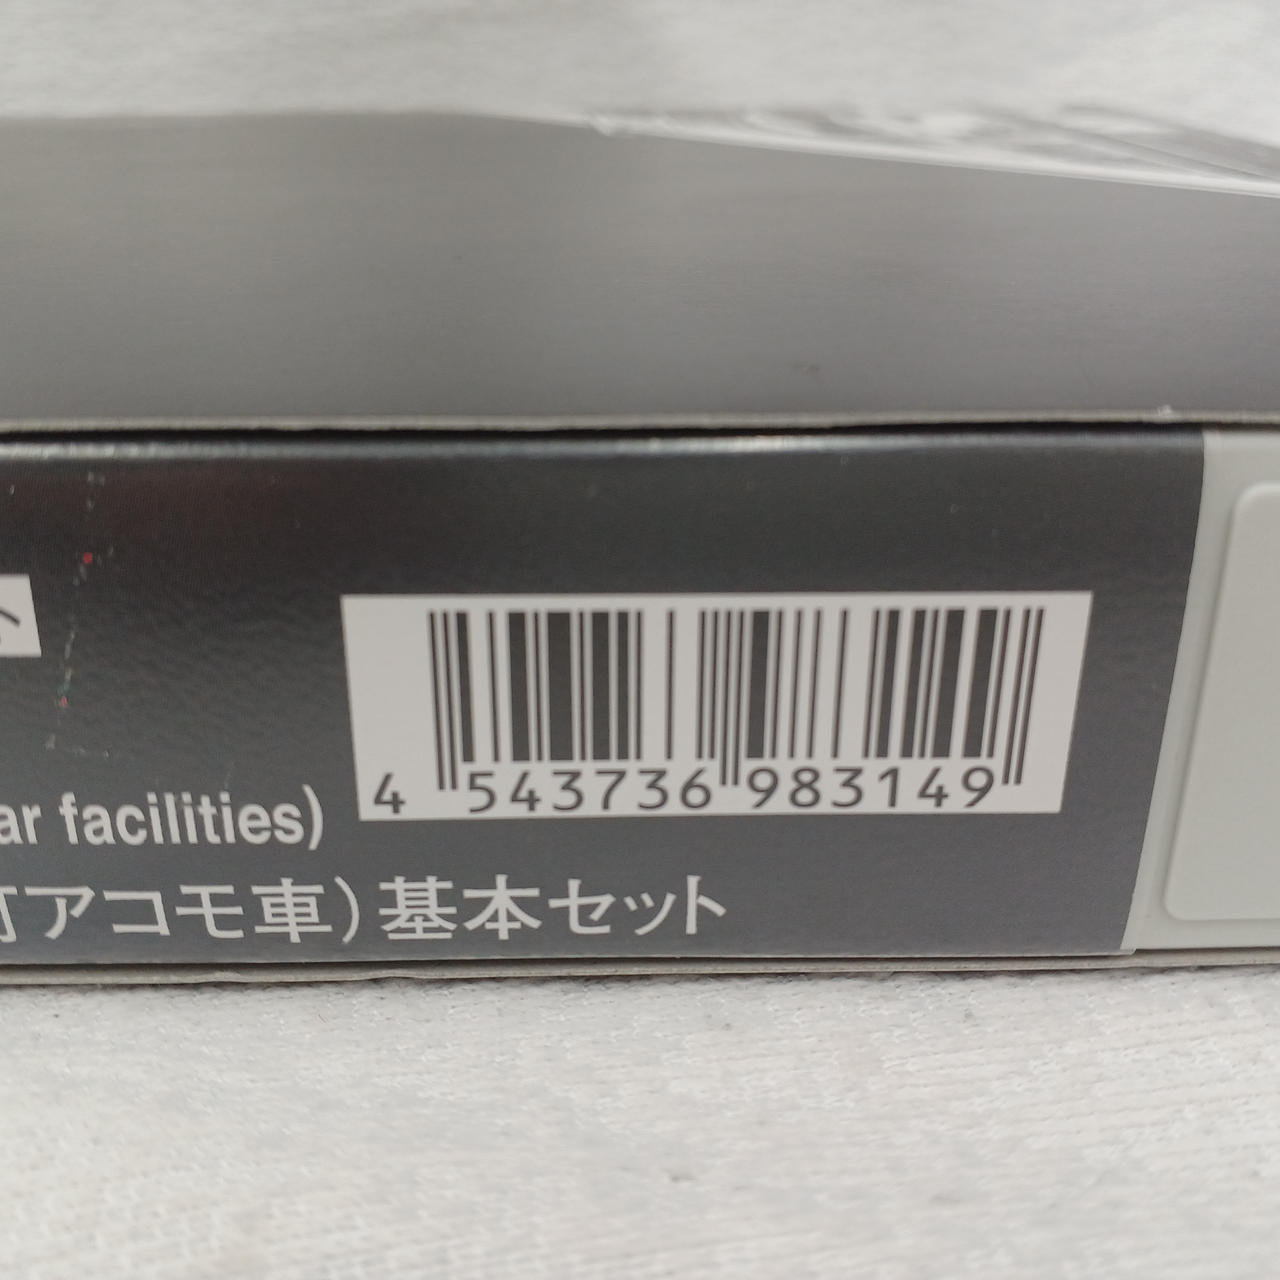 4 543736 983149
ar facilities)
アコモ車)基本セット